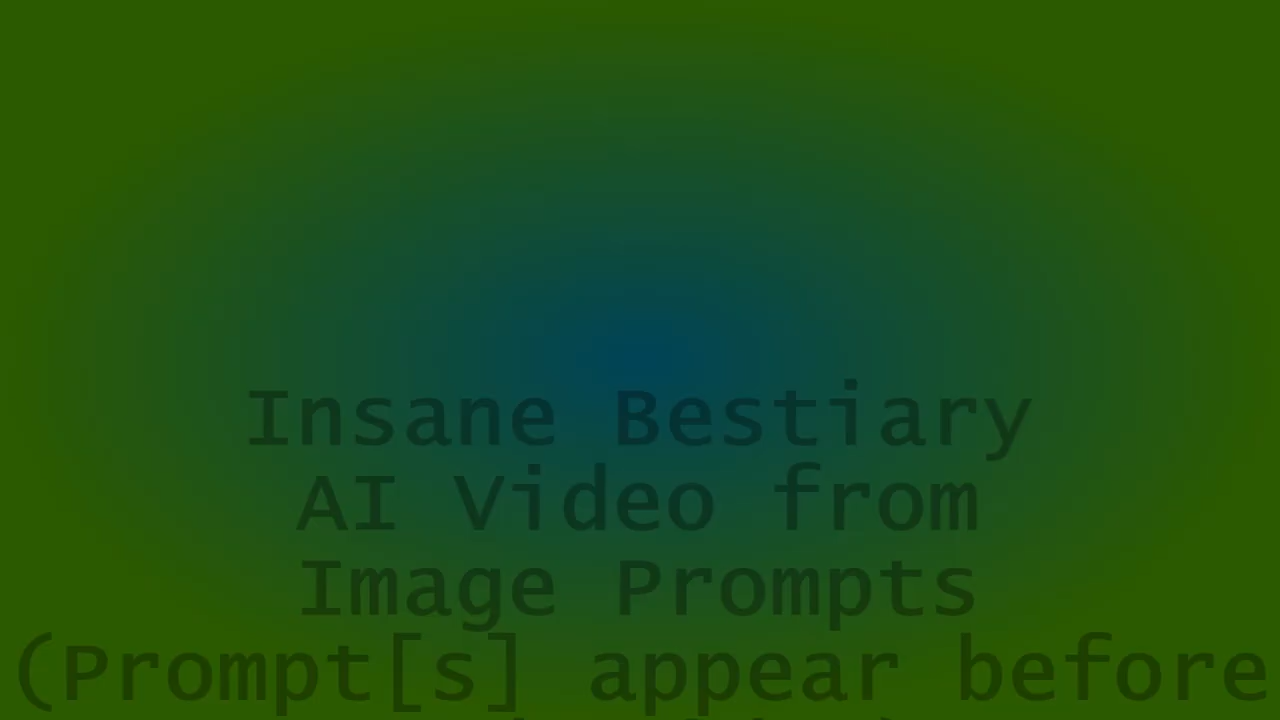 Insane Bestiary
AI Video from
Image Prompts
(Prompt[s] appear before